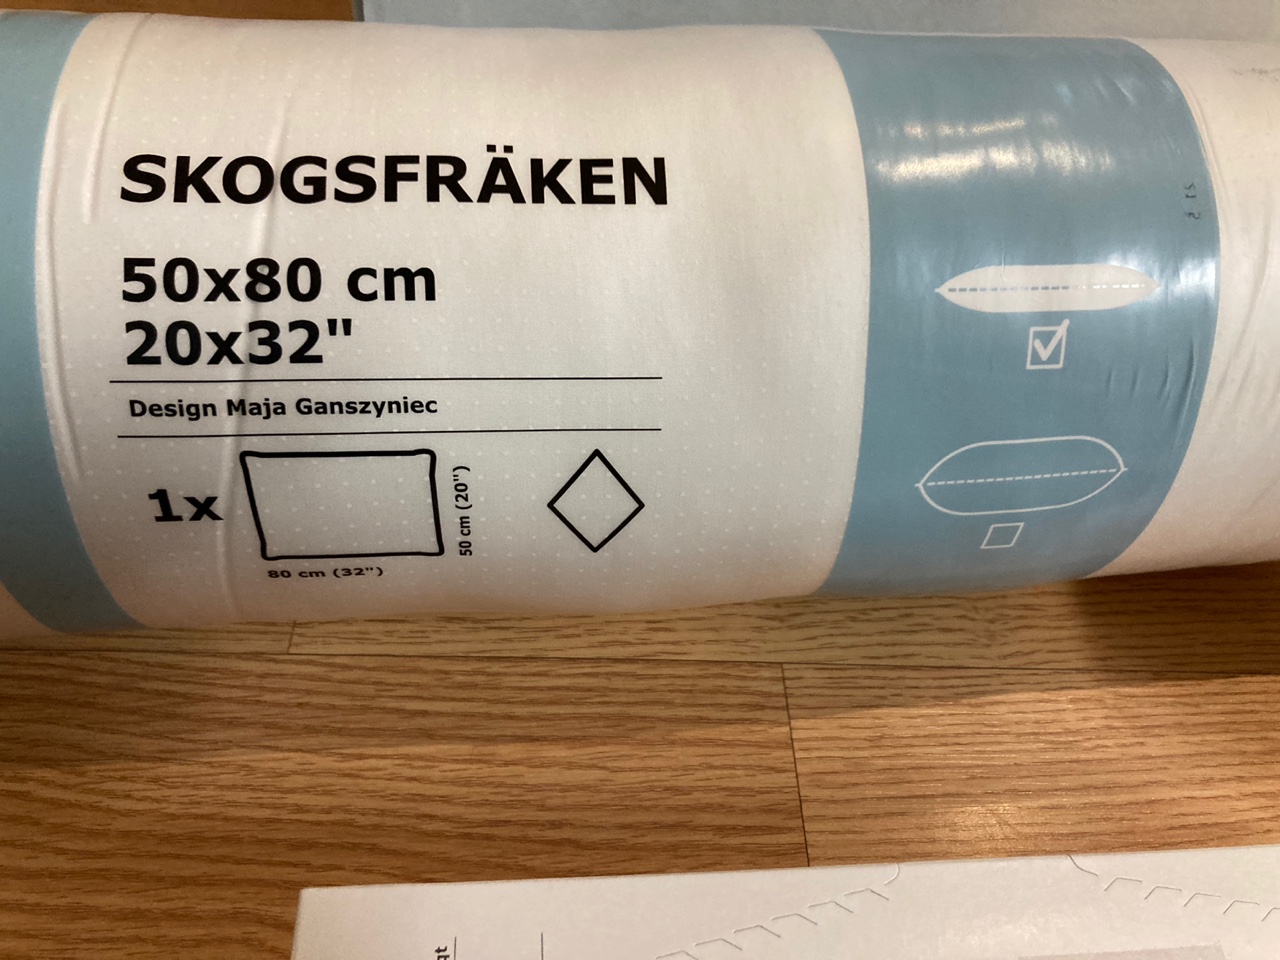 SKOGSFRÄKEN
50x80 cm
20x32"
Design Maja Ganszyniec
1x
50 cm (20")
80 cm (32")